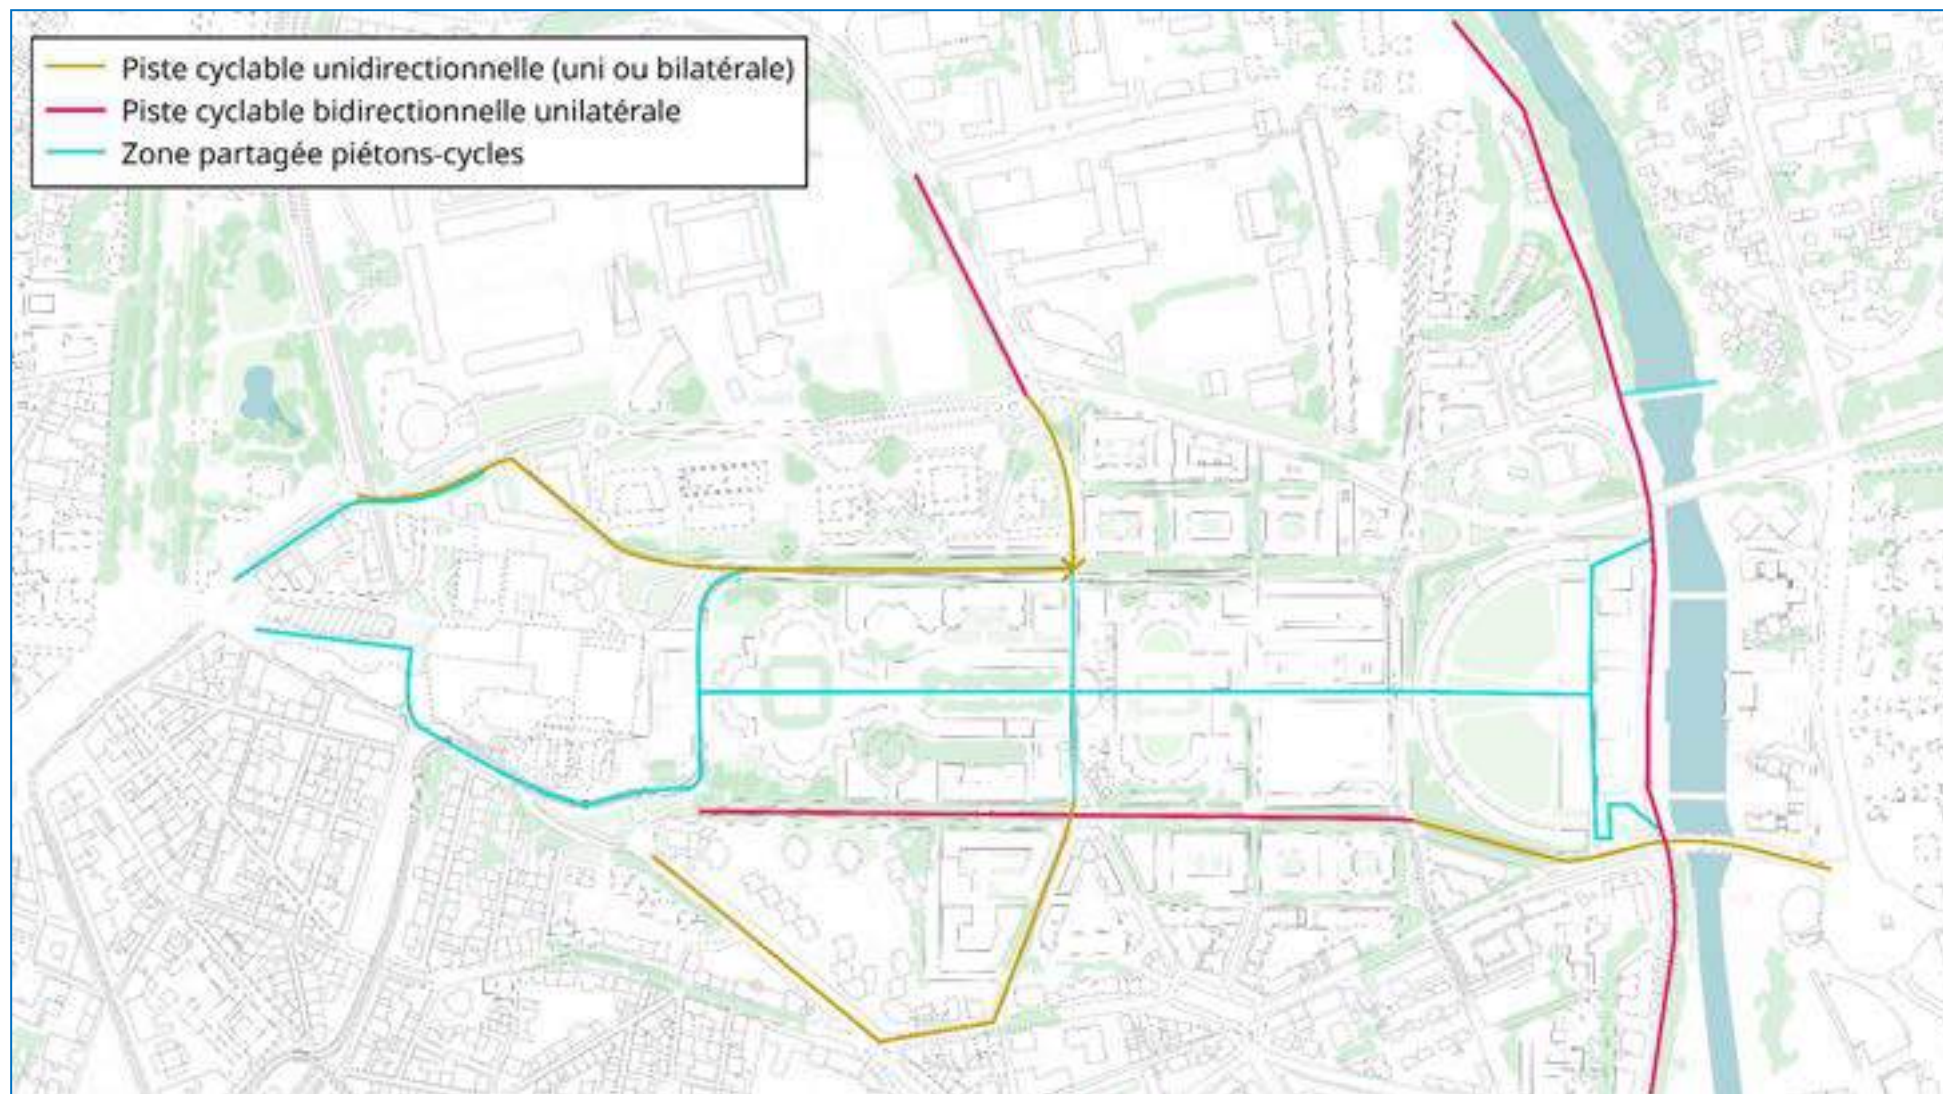 Piste cyclable unidirectionnelle (uni ou bilatérale)
Piste cyclable bidirectionnelle unilatérale
Zone partagée piétons-cycles